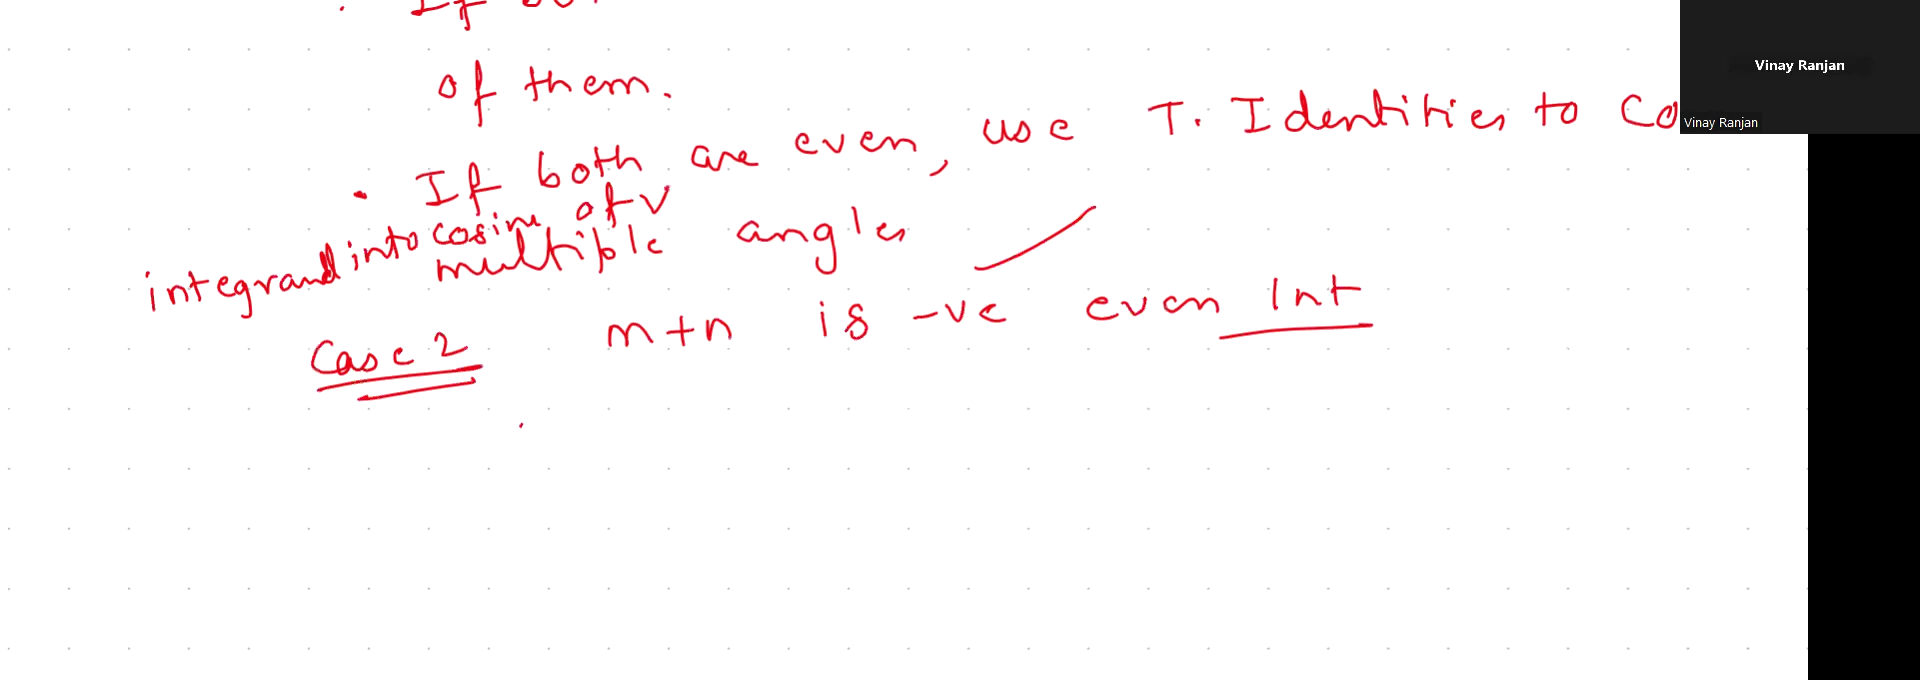 of them.
• If both are even, use T. Identities to Co
integrand into cosine of
multiple angles
Case 2 m+n is -ve even Int
Vinay Ranjan
Vinay Ranjan